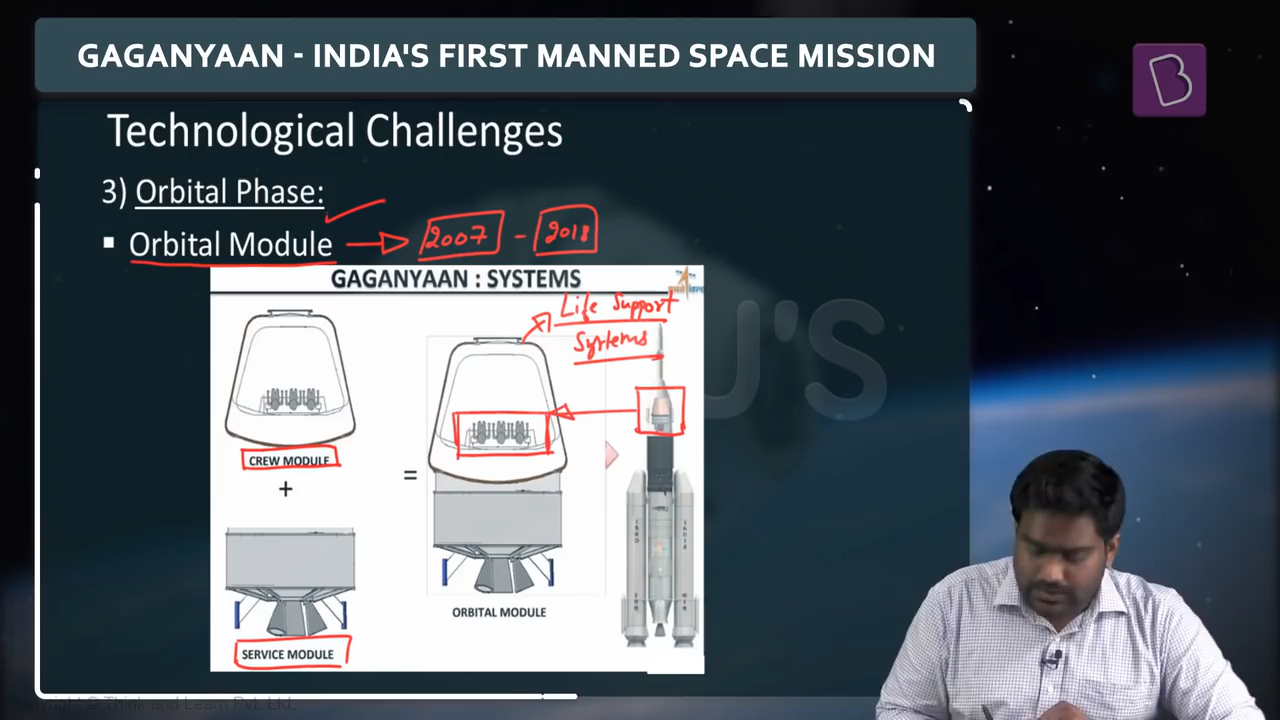 GAGANYAAN - INDIA'S FIRST MANNED SPACE MISSION
B
Technological Challenges
3) Orbital Phase:
▪ Orbital Module → 2007 - 2018
GAGANYAAN : SYSTEMS
Life Support
Systems
U'S
CREW MODULE
+
=
ORBITAL MODULE
SERVICE MODULE
Think and Learn Pvt. Ltd.